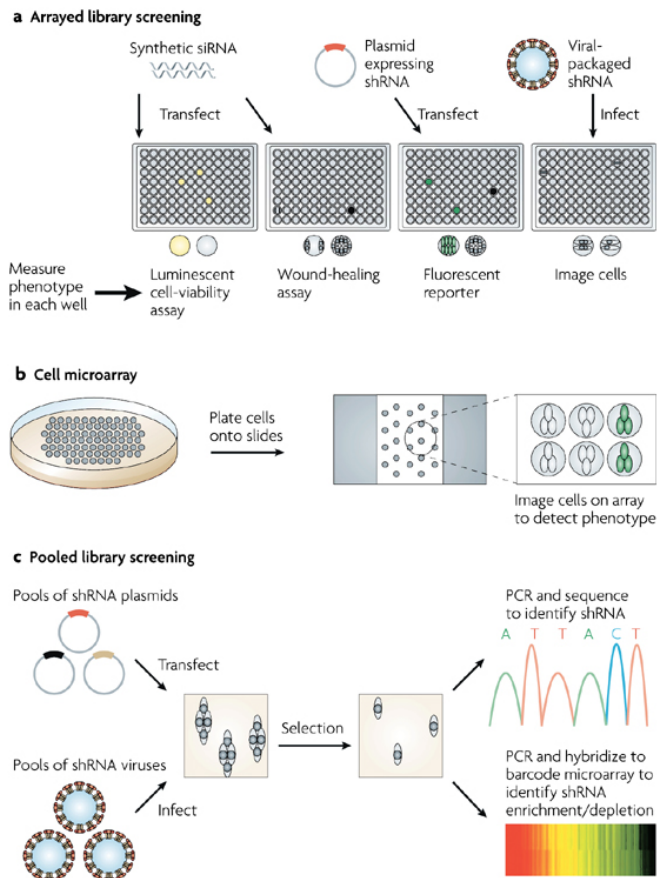 a Arrayed library screening
Synthetic siRNA
Plasmid
expressing
shRNA
Viral-
packaged
shRNA
Transfect
Transfect
Infect
Measure
phenotype
in each well
Luminescent
cell-viability
assay
Wound-healing
assay
Fluorescent
reporter
Image cells
b Cell microarray
Plate cells
onto slides
Image cells on array
to detect phenotype
c Pooled library screening
Pools of shRNA plasmids
Transfect
Pools of shRNA viruses
Infect
Selection
PCR and sequence
to identify shRNA
A T T A C T
PCR and hybridize to
barcode microarray to
identify shRNA
enrichment/depletion